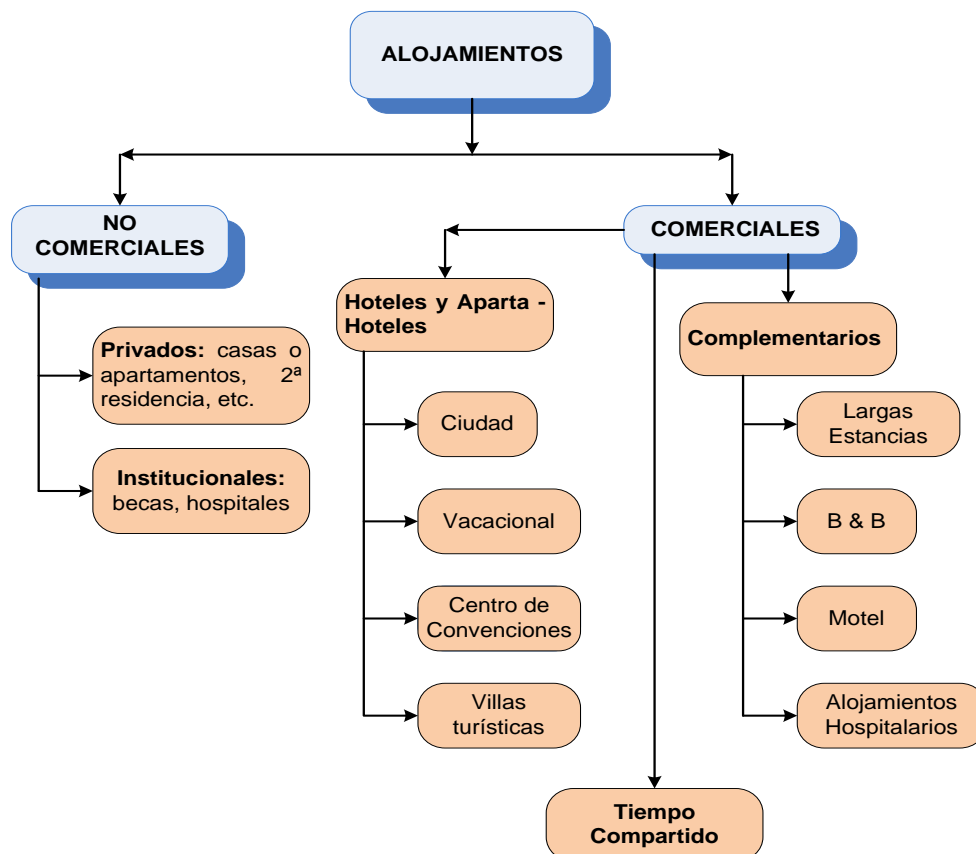 ALOJAMIENTOS
NO
COMERCIALES
COMERCIALES
Privados: casas o
apartamentos, 2ª
residencia, etc.
Institucionales:
becas, hospitales
Hoteles y Aparta -
Hoteles
Ciudad
Vacacional
Centro de
Convenciones
Villas
turísticas
Complementarios
Largas
Estancias
B & B
Motel
Alojamientos
Hospitalarios
Tiempo
Compartido